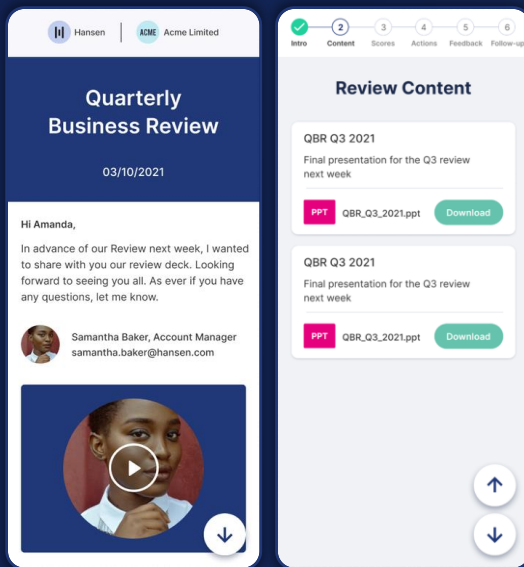 Hansen
ACME
Acme Limited
Quarterly
Business Review
03/10/2021
Hi Amanda,
In advance of our Review next week, I wanted
to share with you our review deck. Looking
forward to seeing you all. As ever if you have
any questions, let me know.
Samantha Baker, Account Manager
samantha.baker@hansen.com
2 3 4 5 6
Intro Content Scores Actions Feedback Follow-up
Review Content
QBR Q3 2021
Final presentation for the Q3 review
next week
PPT QBR_Q3_2021.ppt Download
QBR Q3 2021
Final presentation for the Q3 review
next week
PPT QBR_Q3_2021.ppt Download